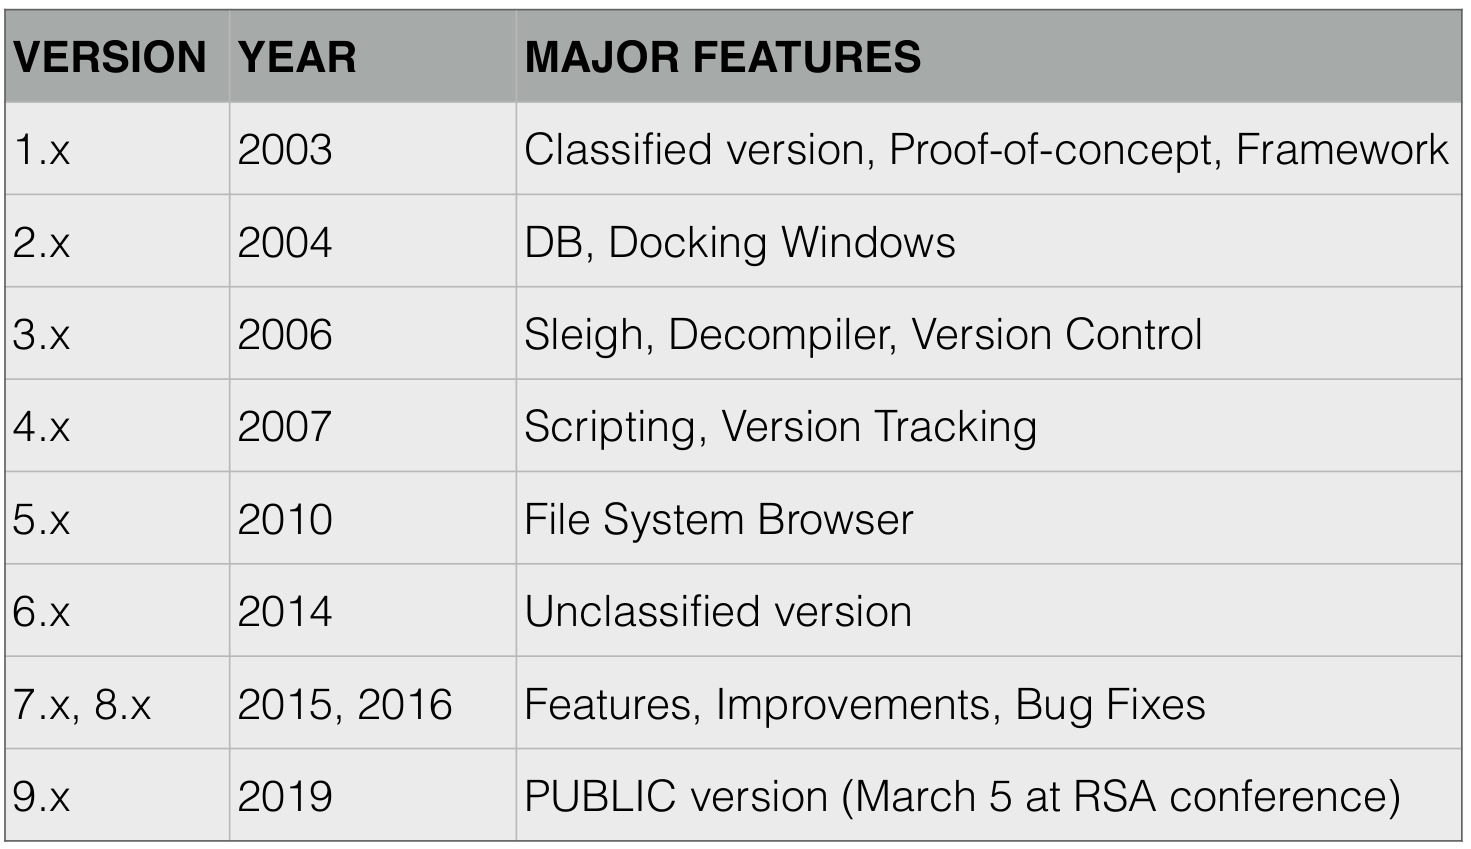 VERSION YEAR MAJOR FEATURES
1.x 2003 Classified version, Proof-of-concept, Framework
2.x 2004 DB, Docking Windows
3.x 2006 Sleigh, Decompiler, Version Control
4.x 2007 Scripting, Version Tracking
5.x 2010 File System Browser
6.x 2014 Unclassified version
7.x, 8.x 2015, 2016 Features, Improvements, Bug Fixes
9.x 2019 PUBLIC version (March 5 at RSA conference)